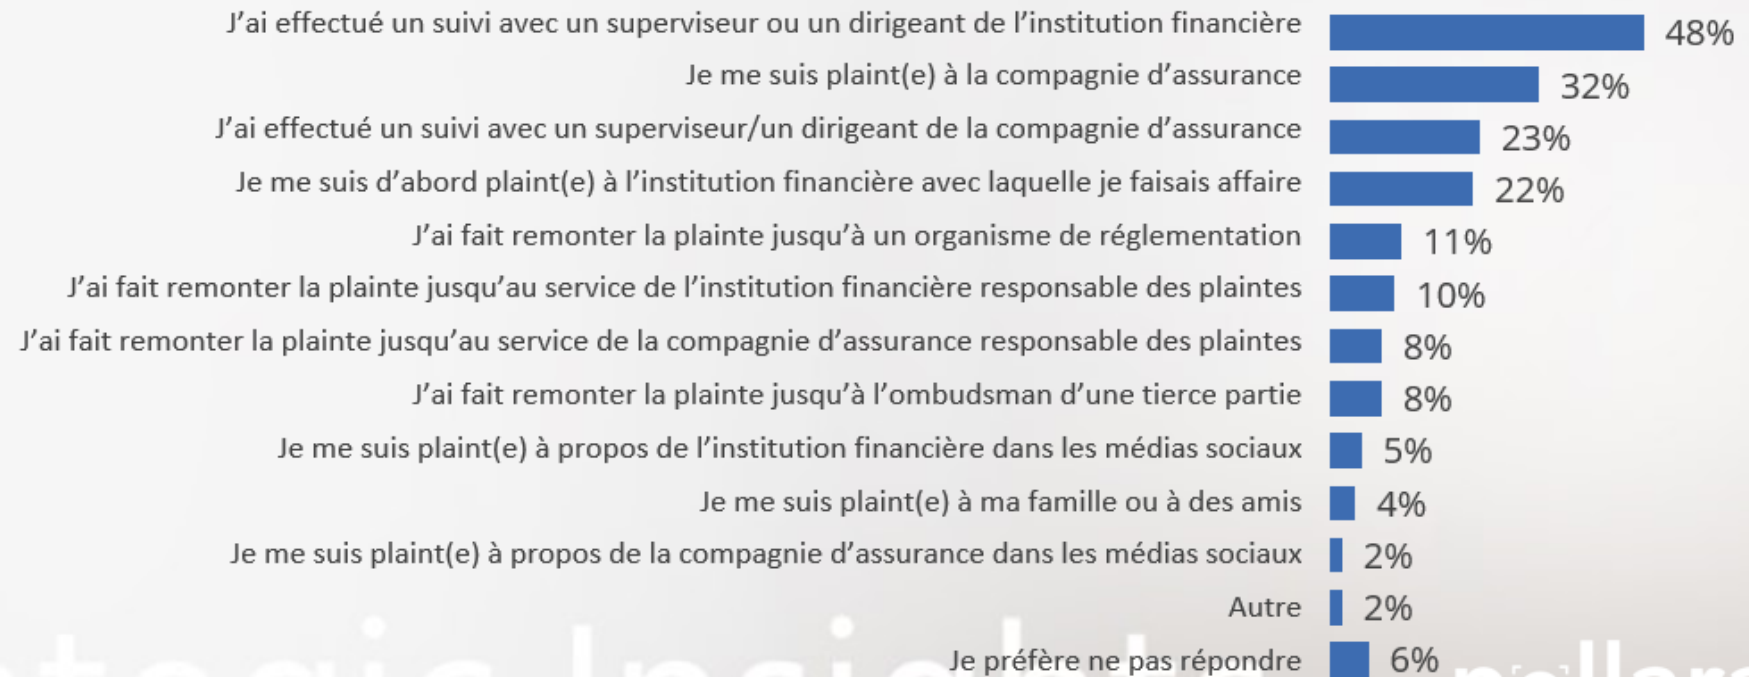 J'ai effectué un suivi avec un superviseur ou un dirigeant de l'institution financière 48%
Je me suis plaint(e) à la compagnie d'assurance 32%
J'ai effectué un suivi avec un superviseur/un dirigeant de la compagnie d'assurance 23%
Je me suis d'abord plaint(e) à l'institution financière avec laquelle je faisais affaire 22%
J'ai fait remonter la plainte jusqu'à un organisme de réglementation 11%
J'ai fait remonter la plainte jusqu'au service de l'institution financière responsable des plaintes 10%
J'ai fait remonter la plainte jusqu'au service de la compagnie d'assurance responsable des plaintes 8%
J'ai fait remonter la plainte jusqu'à l'ombudsman d'une tierce partie 8%
Je me suis plaint(e) à propos de l'institution financière dans les médias sociaux 5%
Je me suis plaint(e) à ma famille ou à des amis 4%
Je me suis plaint(e) à propos de la compagnie d'assurance dans les médias sociaux 2%
Autre 2%
Je préfère ne pas répondre 6%